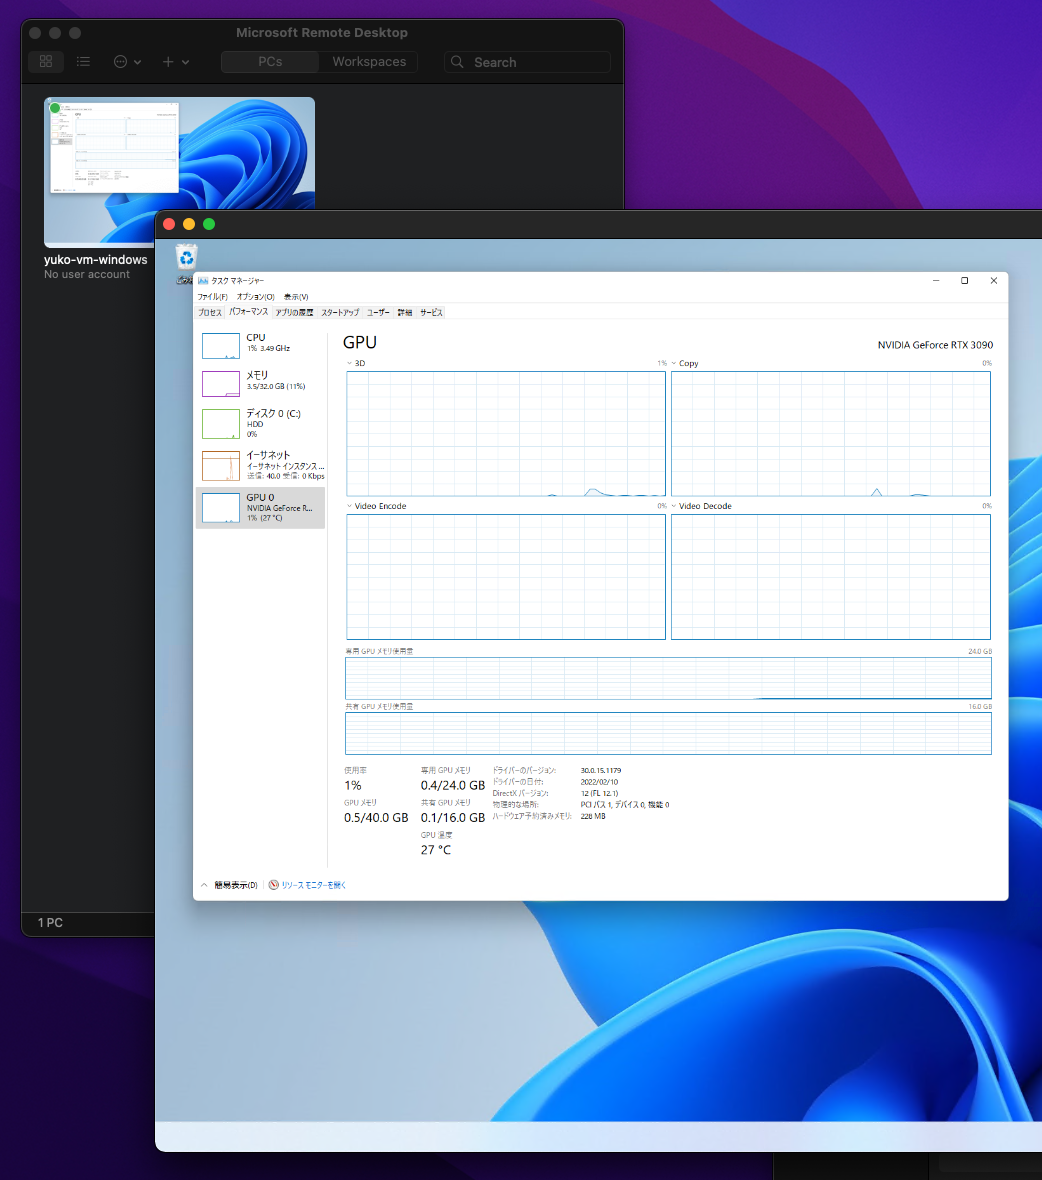 Microsoft Remote Desktop
PCs
Workspaces
Search
yuko-vm-windows
No user account
1 PC
タスク マネージャー
ファイル(F) オプション(O) 表示(V)
プロセス パフォーマンス アプリの履歴 スタートアップ ユーザー 詳細 サービス
CPU
1% 3.49 GHz
メモリ
3.5/32.0 GB (11%)
ディスク 0 (C:)
HDD
0%
イーサネット
イーサネット インスタンス ...
送信: 40.0 受信: 0 Kbps
GPU 0
NVIDIA GeForce R...
1% (27 °C)
GPU
NVIDIA GeForce RTX 3090
3D 1%
Copy 0%
Video Encode 0%
Video Decode 0%
専用 GPU メモリ使用量 24.0 GB
共有 GPU メモリ使用量 16.0 GB
使用率
1%
GPU メモリ
0.5/40.0 GB
専用 GPU メモリ
0.4/24.0 GB
共有 GPU メモリ
0.1/16.0 GB
GPU 温度
27 °C
ドライバーのバージョン: 30.0.15.1179
ドライバーの日付: 2022/02/10
DirectX バージョン: 12 (FL 12.1)
物理的な場所: PCI バス 1, デバイス 0, 機能 0
ハードウェア予約済みメモリ: 228 MB
簡易表示(D)
リソース モニターを開く